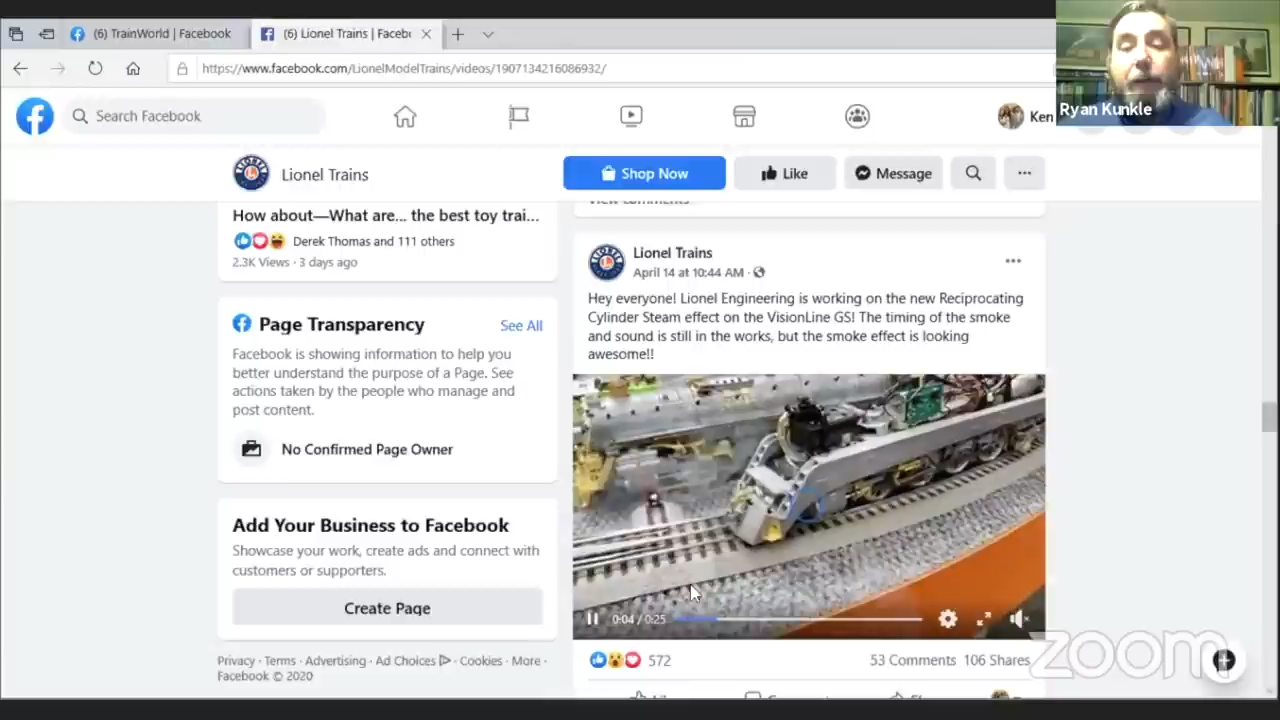 (6) TrainWorld | Facebook
(6) Lionel Trains | Facebo
https://www.facebook.com/LionelModelTrains/videos/1907134216086932/
Search Facebook
Ken
Ryan Kunkle
Lionel Trains
Shop Now
Like
Message
How about—What are... the best toy trai...
Derek Thomas and 111 others
2.3K Views · 3 days ago
Page Transparency
See All
Facebook is showing information to help you
better understand the purpose of a Page. See
actions taken by the people who manage and
post content.
No Confirmed Page Owner
Add Your Business to Facebook
Showcase your work, create ads and connect with
customers or supporters.
Create Page
Privacy · Terms · Advertising · Ad Choices · Cookies · More ·
Facebook © 2020
View comments
Lionel Trains
April 14 at 10:44 AM ·
Hey everyone! Lionel Engineering is working on the new Reciprocating
Cylinder Steam effect on the VisionLine GS! The timing of the smoke
and sound is still in the works, but the smoke effect is looking
awesome!!
0:04 / 0:25
572
53 Comments 106 Shares
zoom